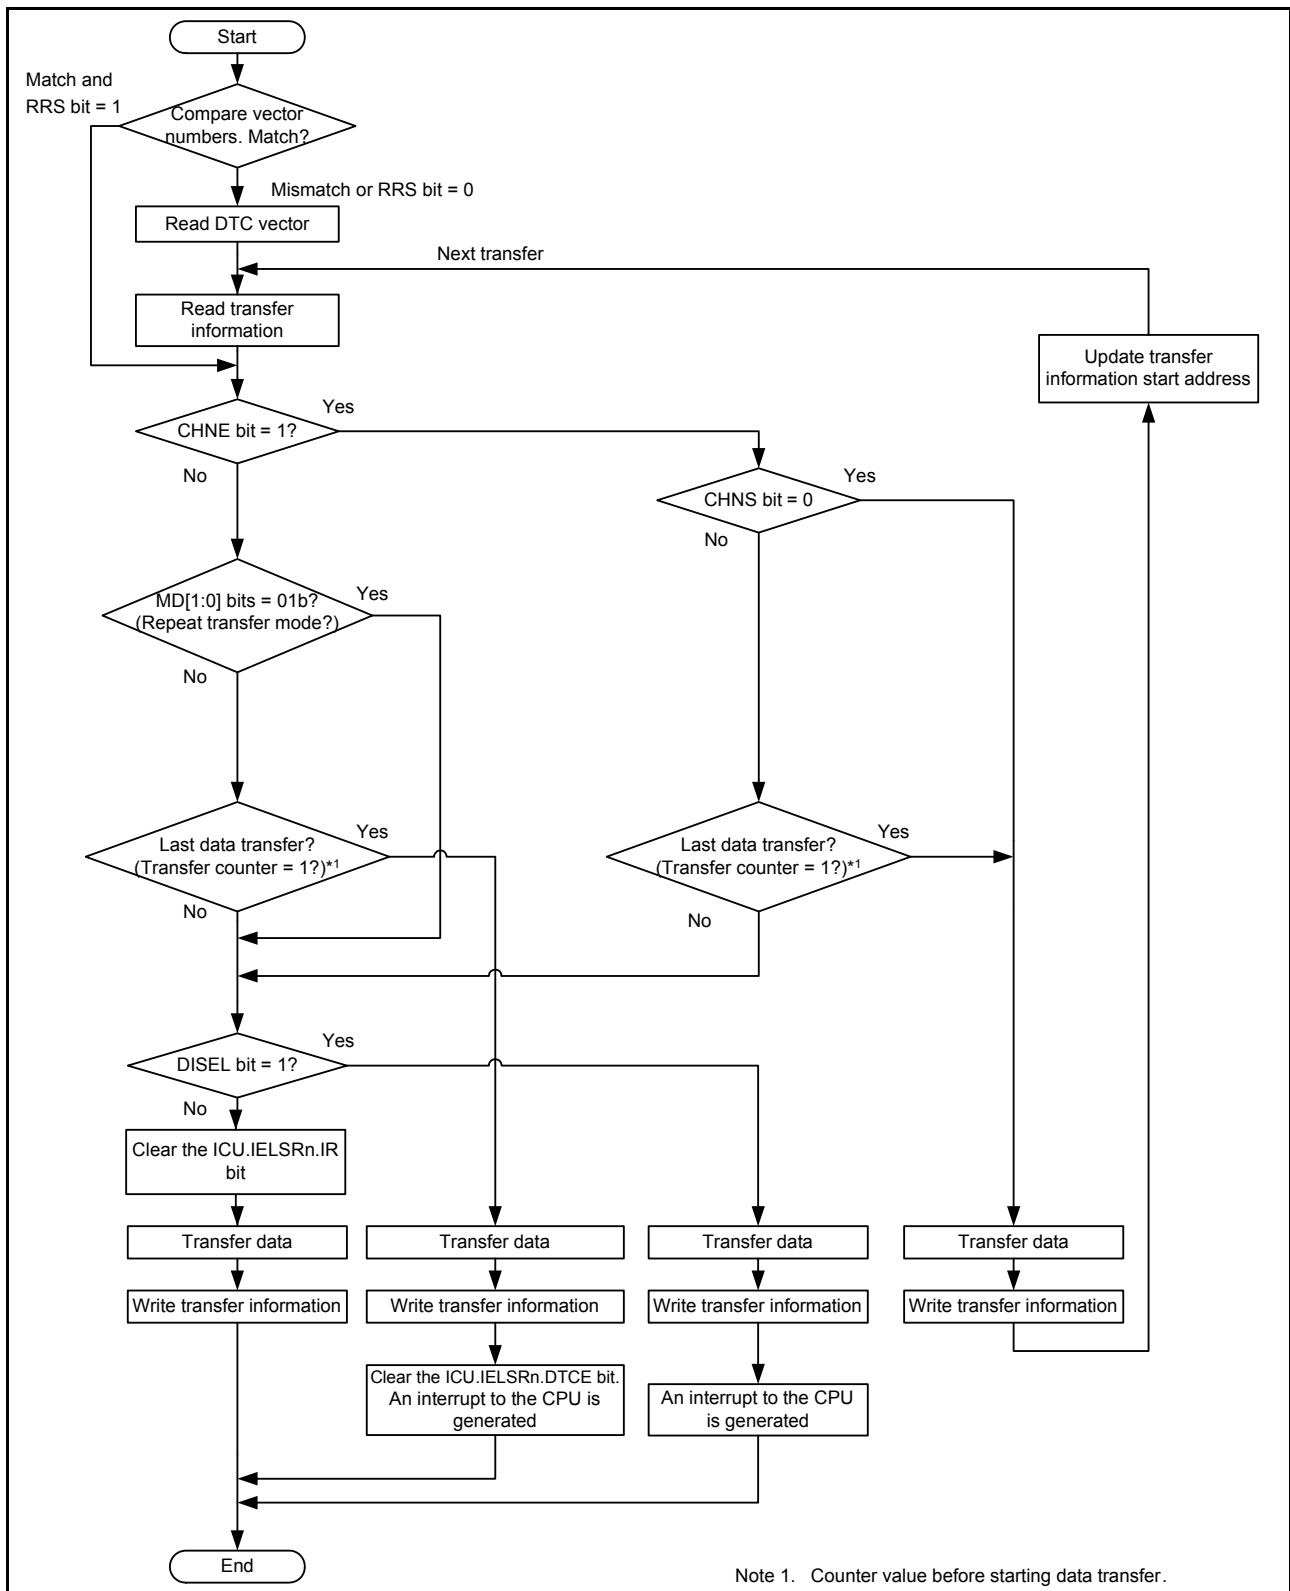 Start
Match and
RRS bit = 1
Compare vector
numbers. Match?
Mismatch or RRS bit = 0
Read DTC vector
Next transfer
Read transfer
information
Update transfer
information start address
CHNE bit = 1?
Yes
No
CHNS bit = 0
Yes
No
MD[1:0] bits = 01b?
(Repeat transfer mode?)
Yes
No
Last data transfer?
(Transfer counter = 1?)*1
Yes
No
Last data transfer?
(Transfer counter = 1?)*1
Yes
No
DISEL bit = 1?
Yes
No
Clear the ICU.IELSRn.IR
bit
Transfer data
Transfer data
Transfer data
Transfer data
Write transfer information
Write transfer information
Write transfer information
Write transfer information
Clear the ICU.IELSRn.DTCE bit.
An interrupt to the CPU is
generated
An interrupt to the CPU
is generated
End
Note 1. Counter value before starting data transfer.